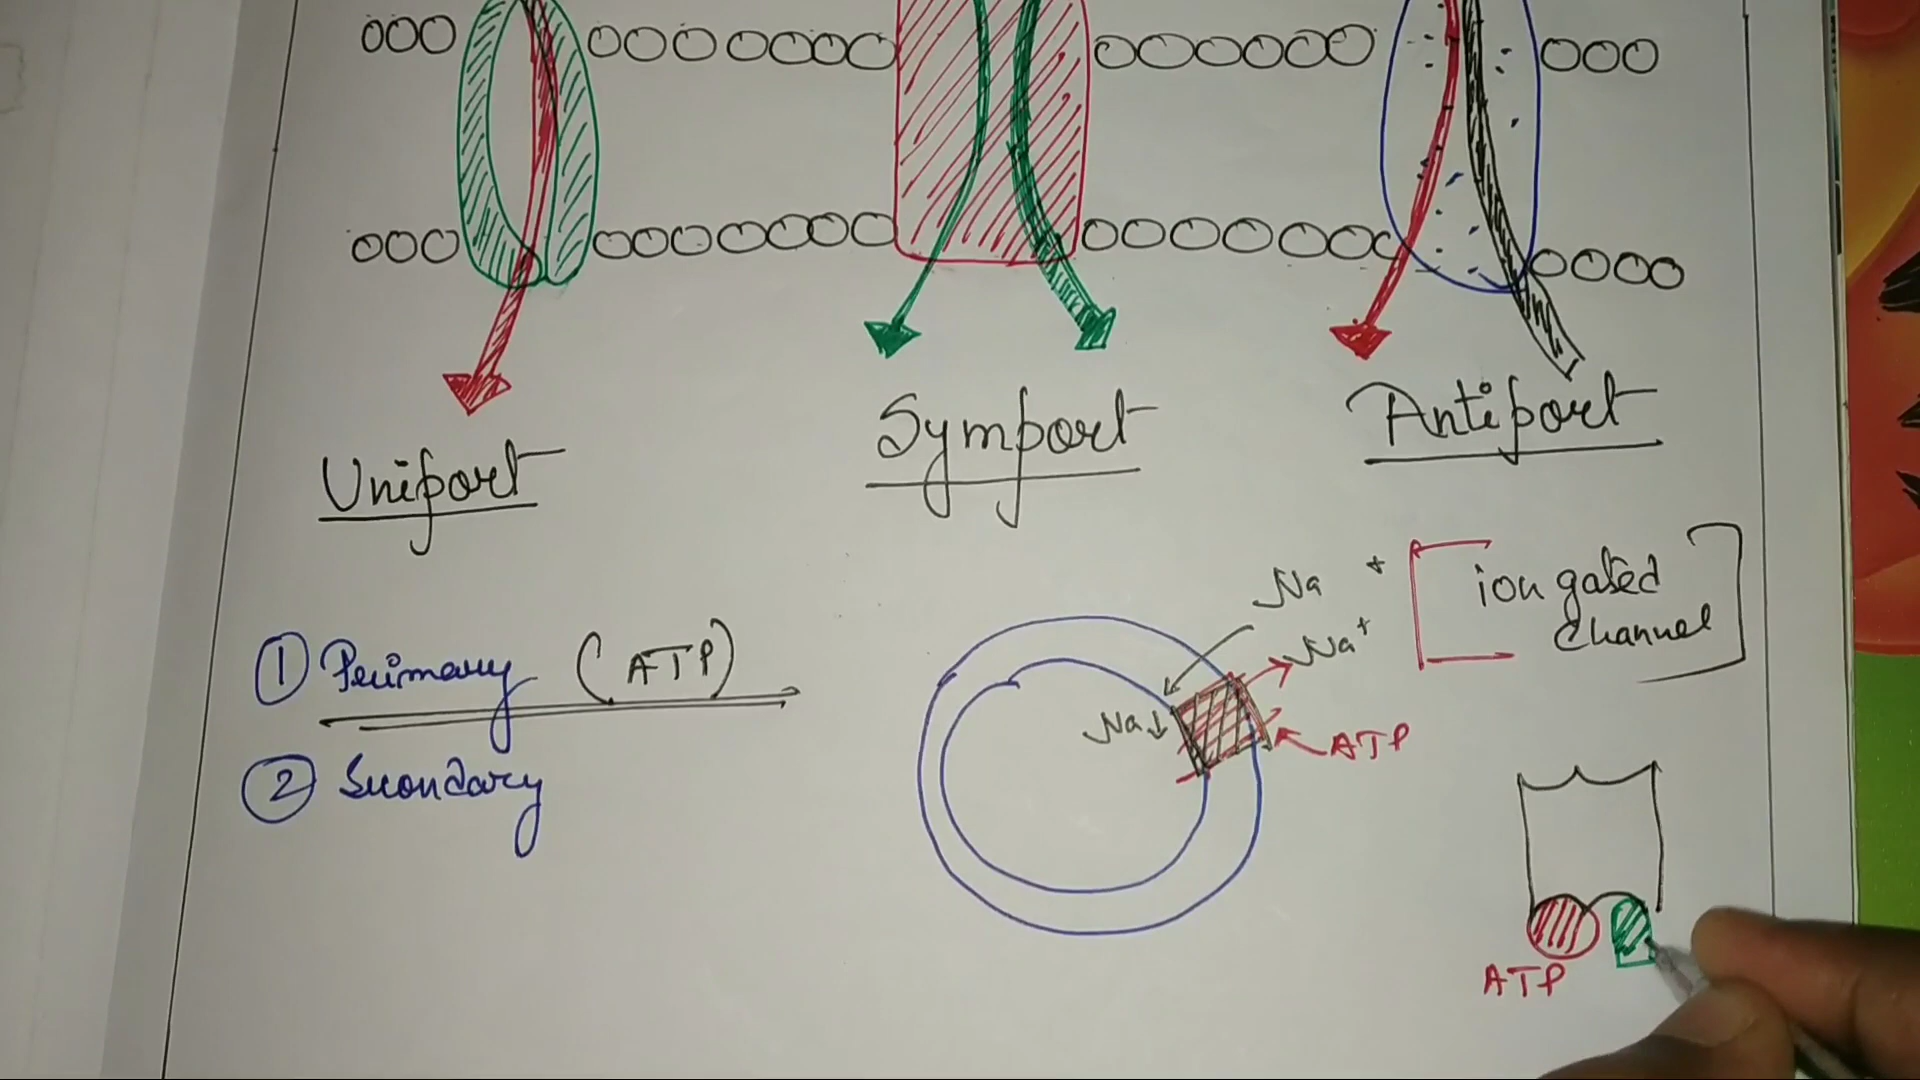 Uniport
Symport
Antiport
① Primary (ATP)
② Secondary
Na +
Na+
Na↓
ATP
ion gated
channel
ATP